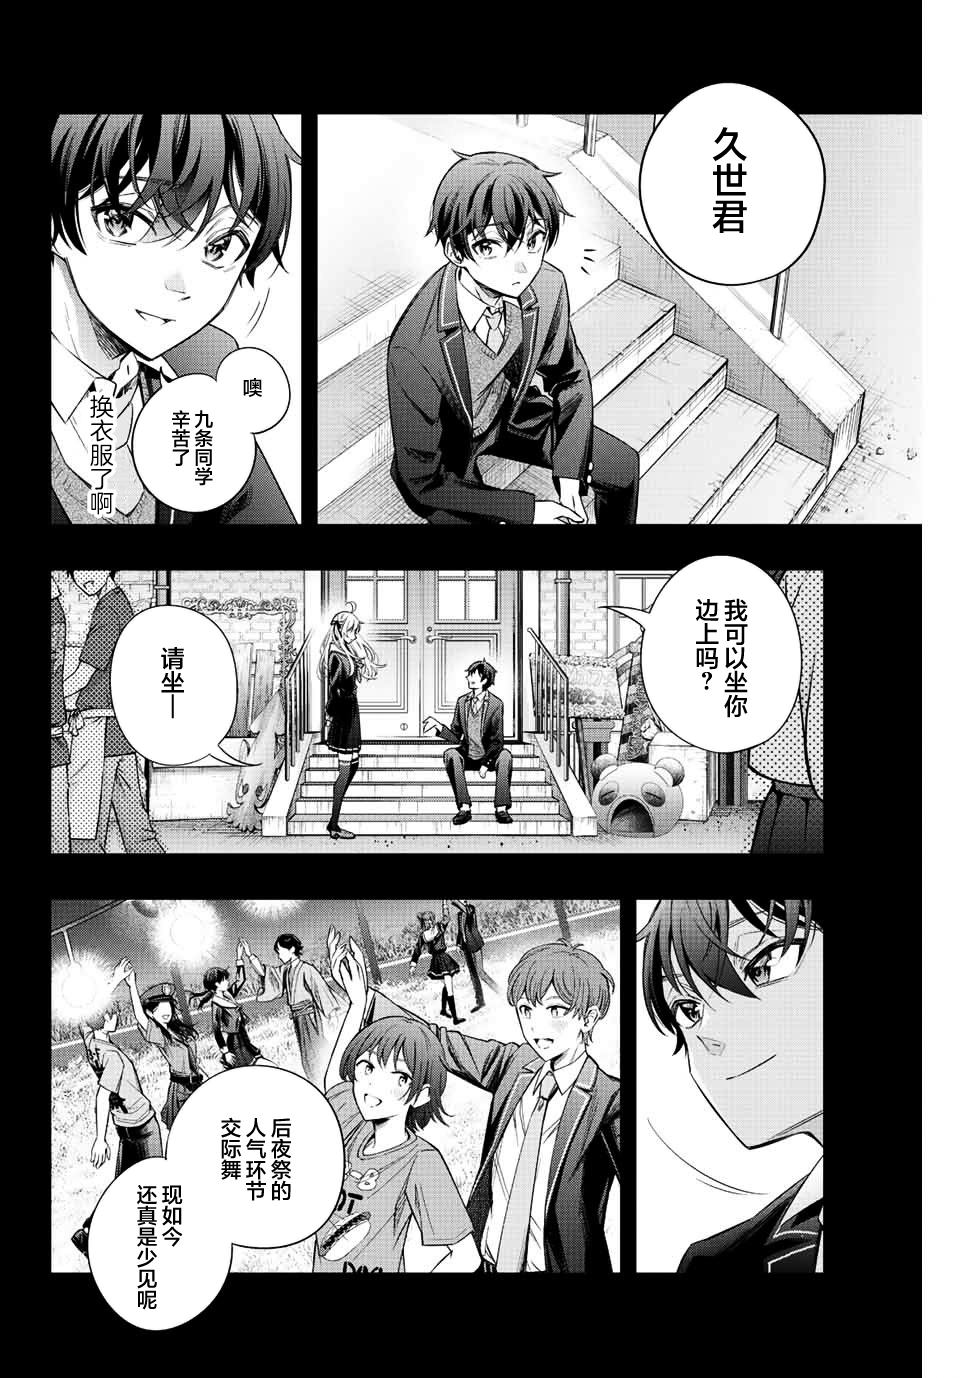 久世君
噢
九条同学
辛苦了
换衣服了啊
我可以坐你
边上吗？
请坐—
后夜祭的
人气环节
交际舞
现如今
还真是少见呢